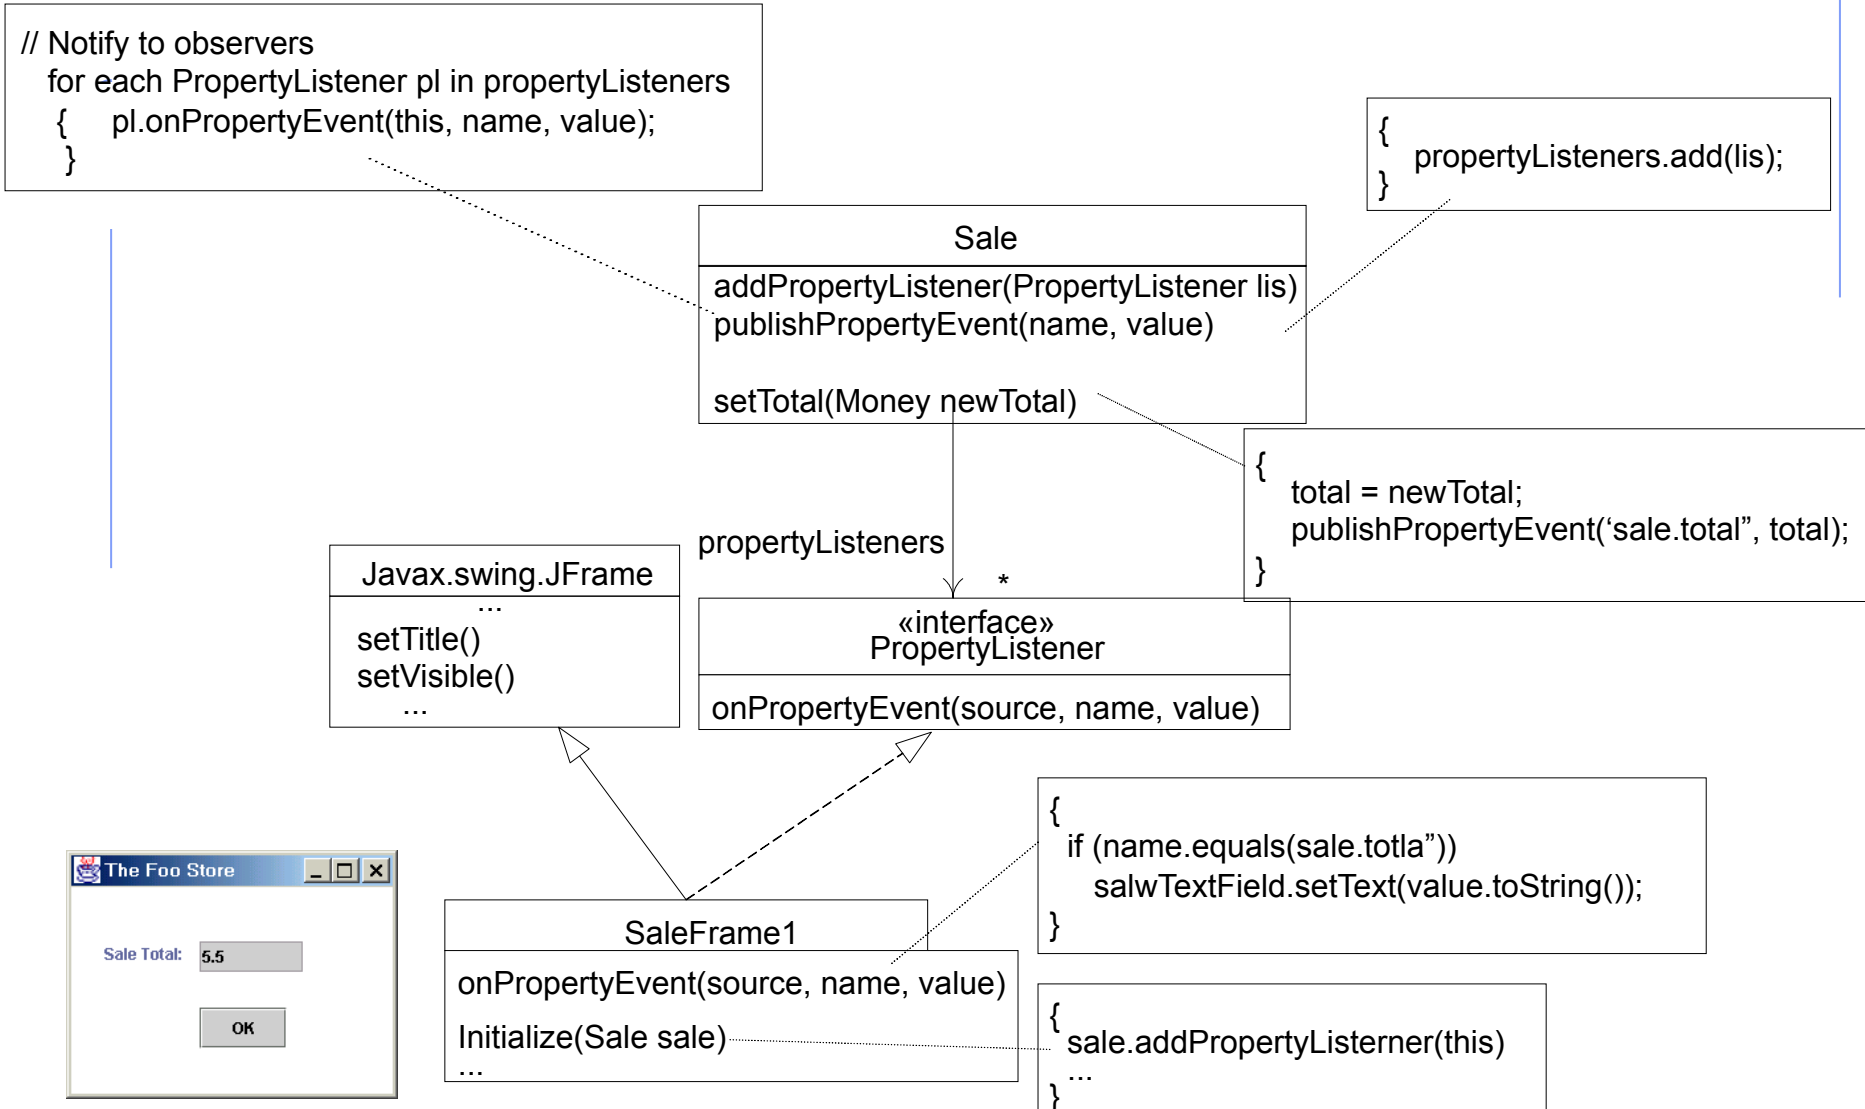 // Notify to observers
for each PropertyListener pl in propertyListeners
{ pl.onPropertyEvent(this, name, value);
}
{
propertyListeners.add(lis);
}
Sale
addPropertyListener(PropertyListener lis)
publishPropertyEvent(name, value)
setTotal(Money newTotal)
{
total = newTotal;
publishPropertyEvent(‘sale.total”, total);
}
propertyListeners
*
Javax.swing.JFrame
...
setTitle()
setVisible()
...
«interface»
PropertyListener
onPropertyEvent(source, name, value)
{
if (name.equals(sale.totla”))
salwTextField.setText(value.toString());
}
The Foo Store
Sale Total: 5.5
OK
SaleFrame1
onPropertyEvent(source, name, value)
Initialize(Sale sale)
...
{
sale.addPropertyListerner(this)
...
}